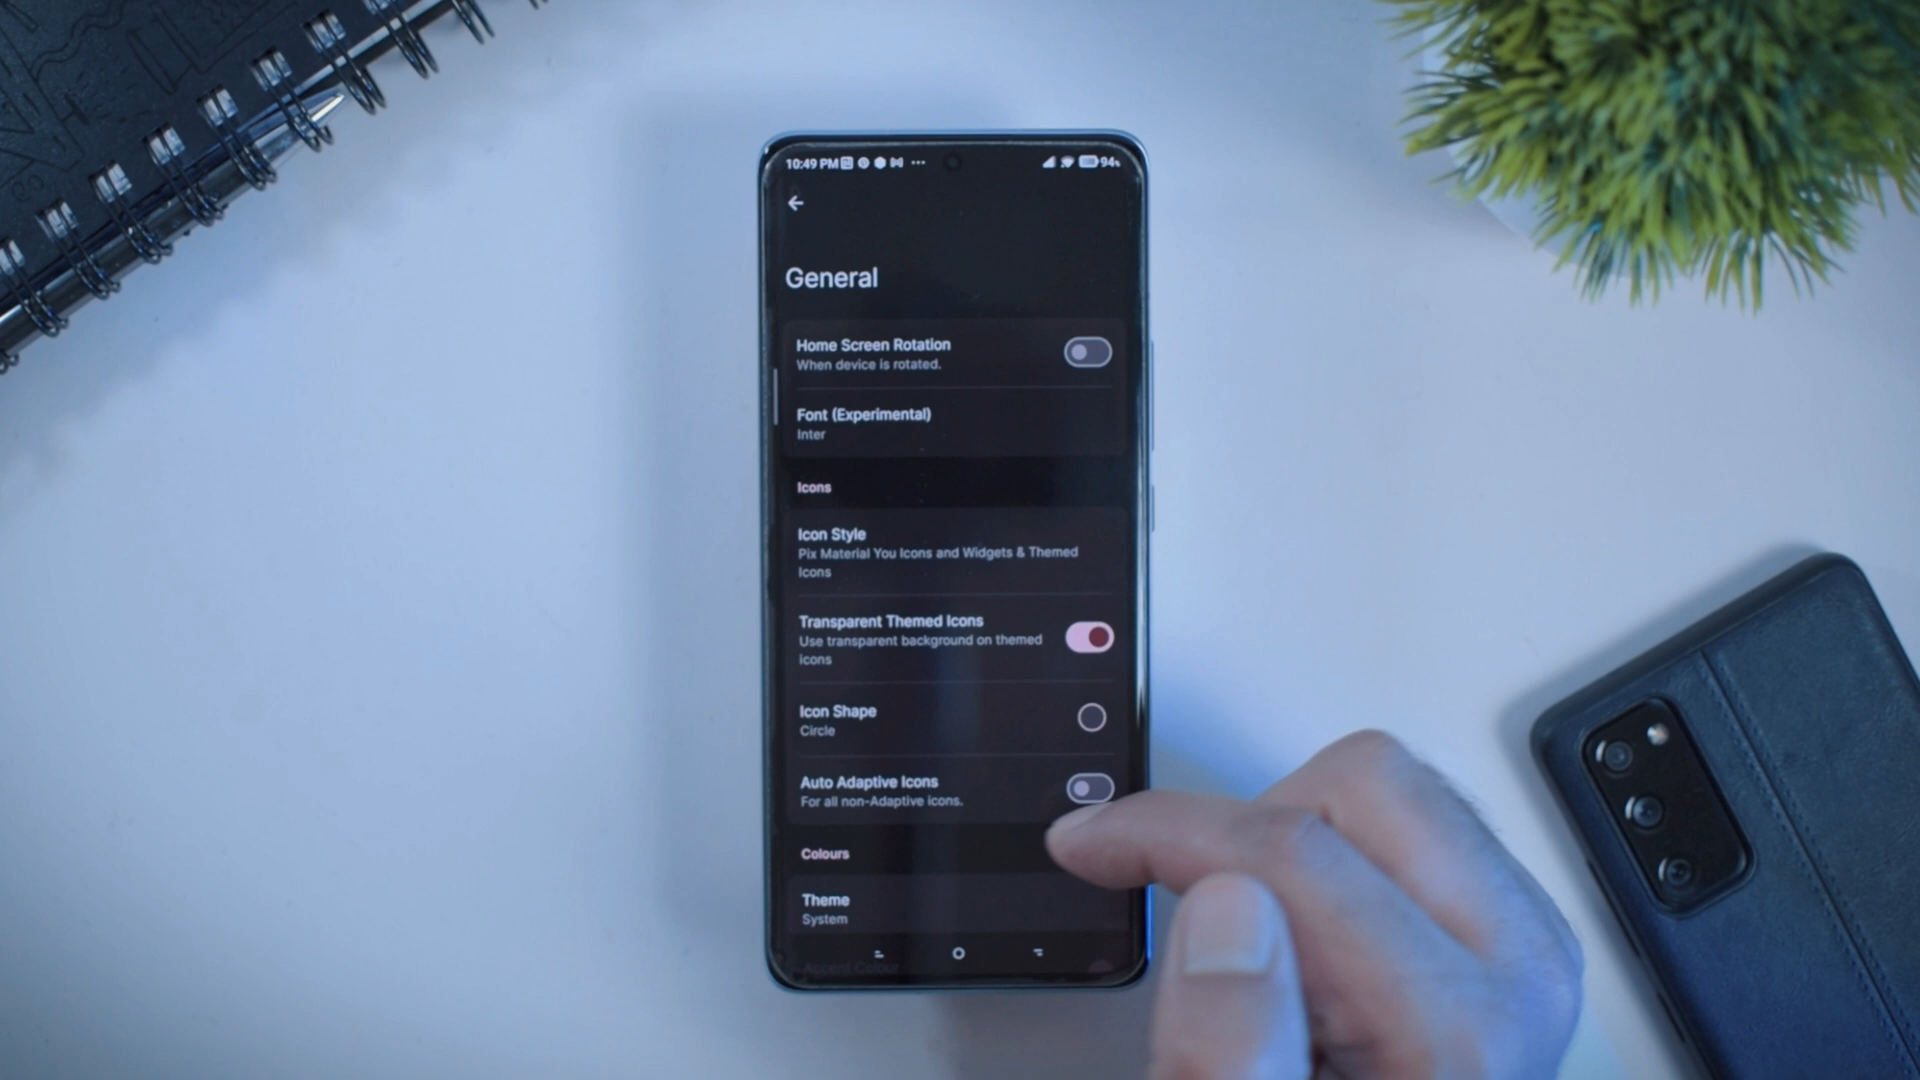 10:49 PM
94%
General
Home Screen Rotation
When device is rotated.
Font (Experimental)
Inter
Icons
Icon Style
Pix Material You Icons and Widgets & Themed
Icons
Transparent Themed Icons
Use transparent background on themed
icons
Icon Shape
Circle
Auto Adaptive Icons
For all non-Adaptive icons.
Colours
Theme
System
Accent Colour